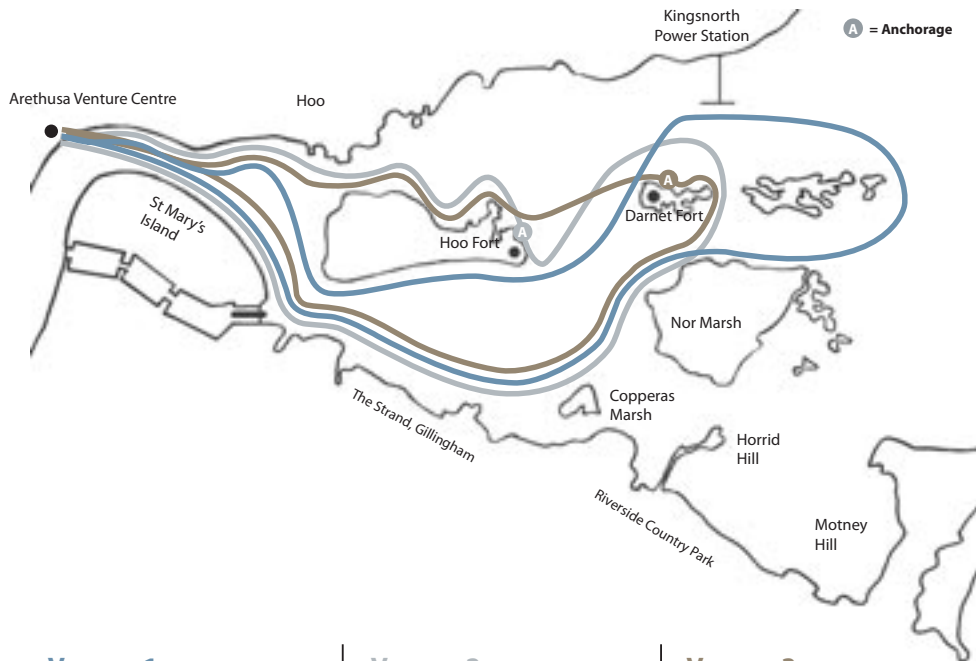 Kingsnorth
Power Station
A = Anchorage
Arethusa Venture Centre
Hoo
St Mary's
Island
A
Darnet Fort
A
Hoo Fort
Nor Marsh
Copperas
Marsh
The Strand, Gillingham
Horrid
Hill
Riverside Country Park
Motney
Hill